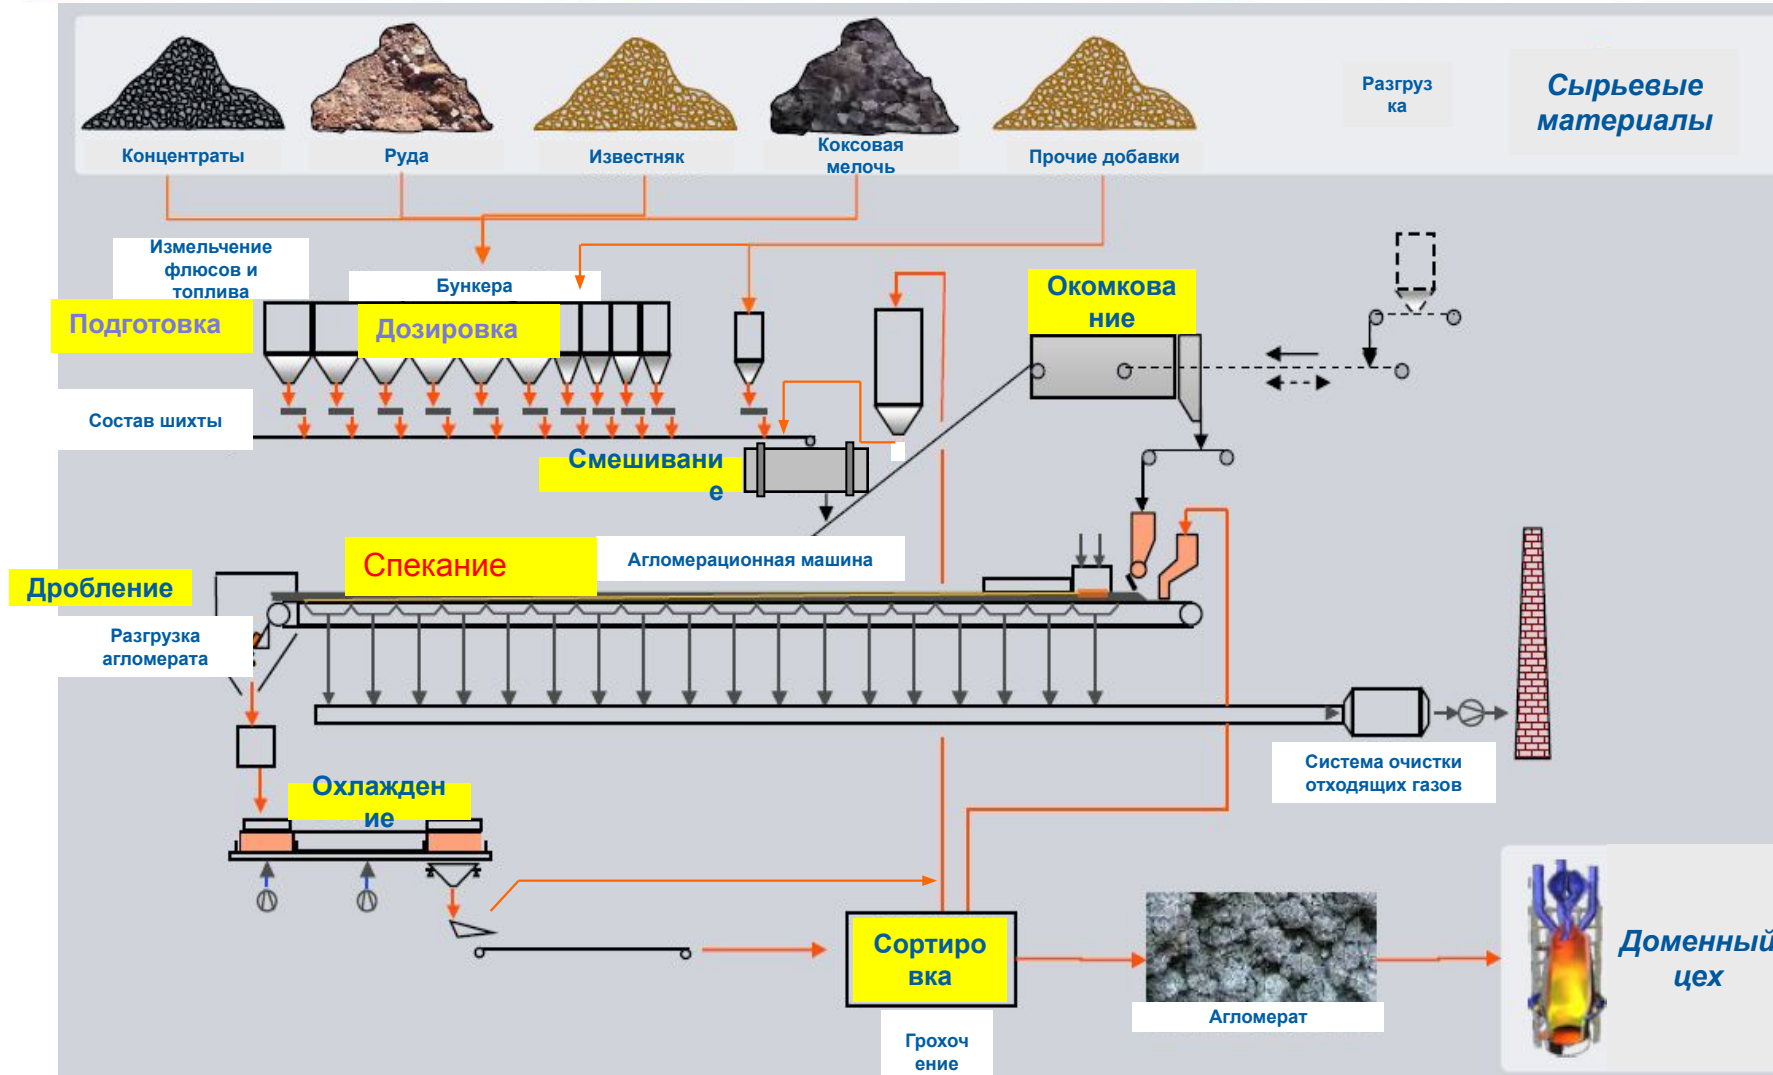 Разгруз
ка
Сырьевые
материалы
Концентраты
Руда
Известняк
Коксовая
мелочь
Прочие добавки
Измельчение
флюсов и
топлива
Бункера
Окомкова
ние
Подготовка
Дозировка
Состав шихты
Смешивани
е
Спекание
Агломерационная машина
Дробление
Разгрузка
агломерата
Система очистки
отходящих газов
Охлажден
ие
Сортиро
вка
Доменный
цех
Агломерат
Грохоч
ение